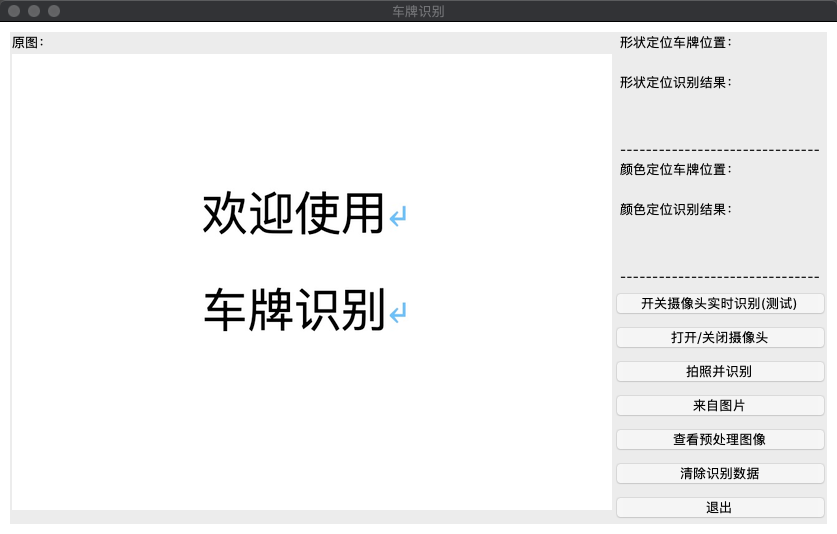 车牌识别
原图：
欢迎使用↵
车牌识别↵
形状定位车牌位置：
形状定位识别结果：
--------------------------------
颜色定位车牌位置：
颜色定位识别结果：
--------------------------------
开关摄像头实时识别(测试)
打开/关闭摄像头
拍照并识别
来自图片
查看预处理图像
清除识别数据
退出